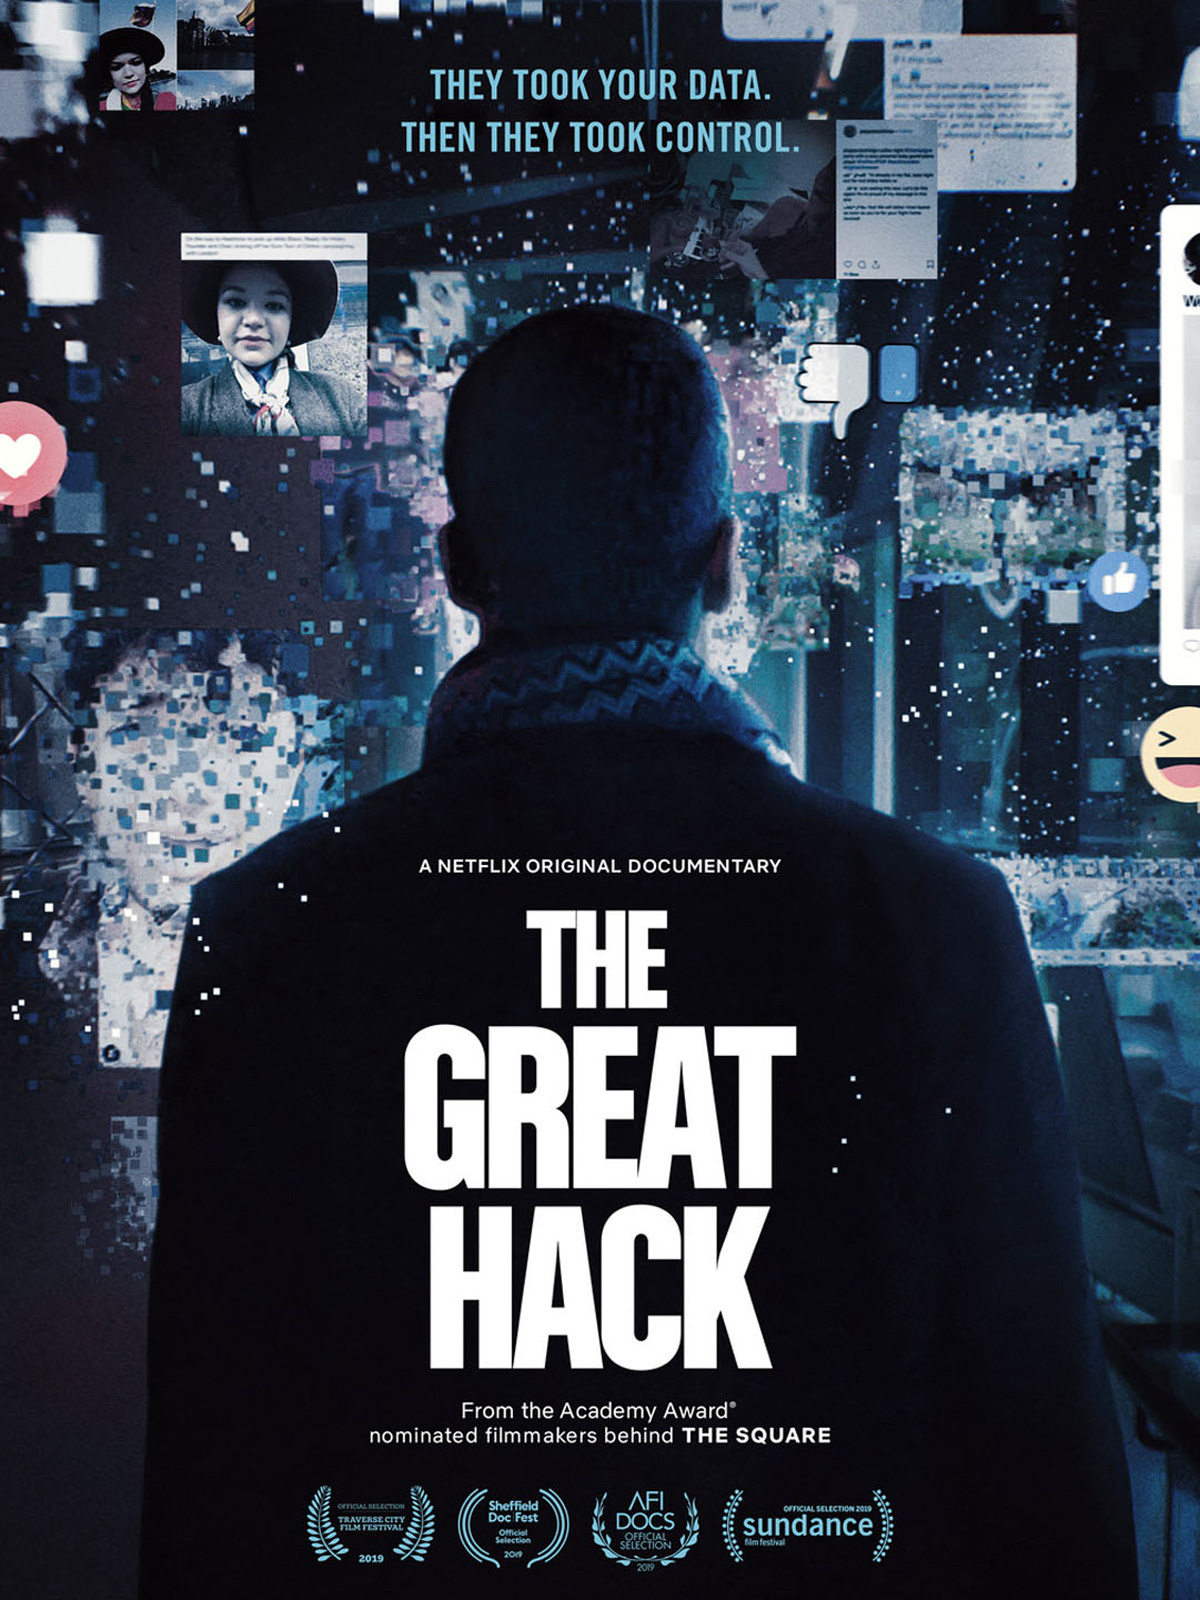 THEY TOOK YOUR DATA.
THEN THEY TOOK CONTROL.
A NETFLIX ORIGINAL DOCUMENTARY
THE
GREAT
HACK
From the Academy Award®
nominated filmmakers behind THE SQUARE
OFFICIAL SELECTION
TRAVERSE CITY
FILM FESTIVAL
2019
Sheffield
Doc|Fest
Official
Selection
2019
AFI
DOCS
OFFICIAL
SELECTION
2019
OFFICIAL SELECTION 2019
sundance
film festival